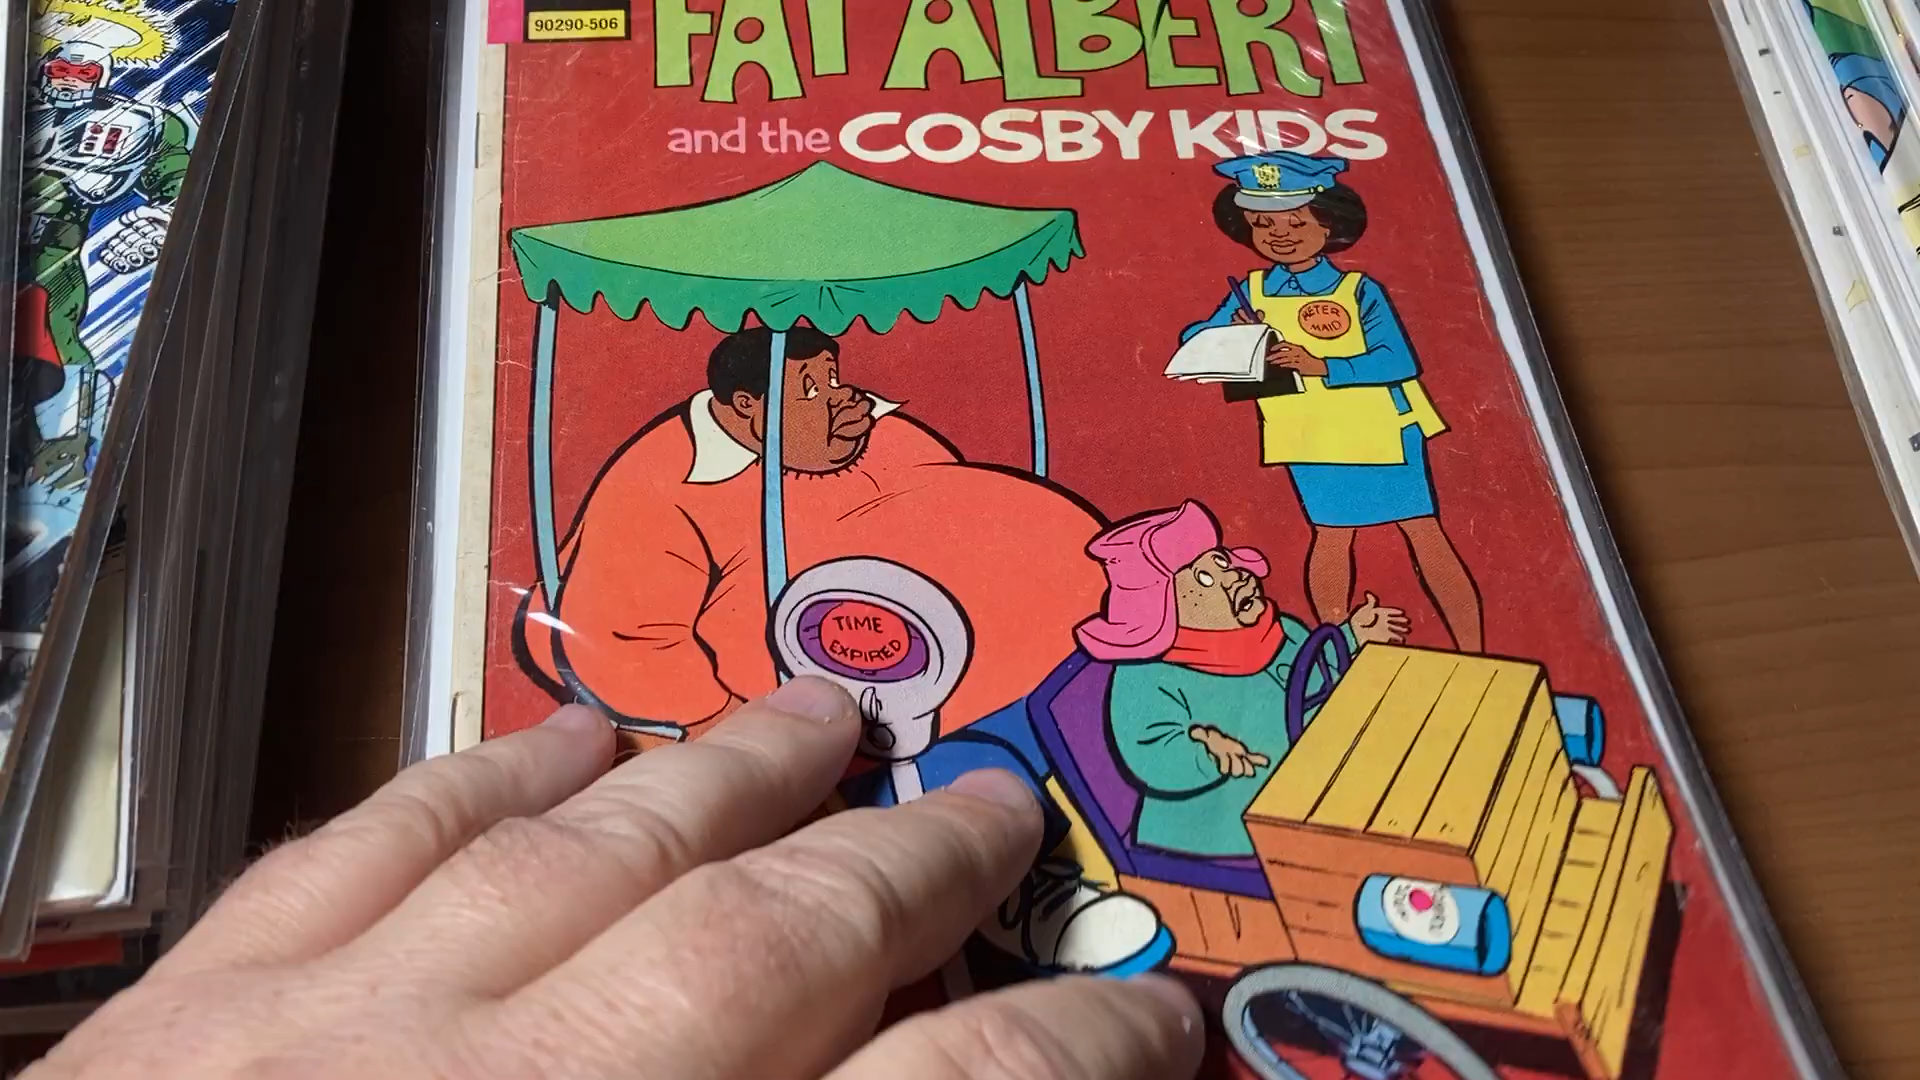 90290-506
FAT ALBERT
and the COSBY KIDS
METER
MAID
TIME
EXPIRED